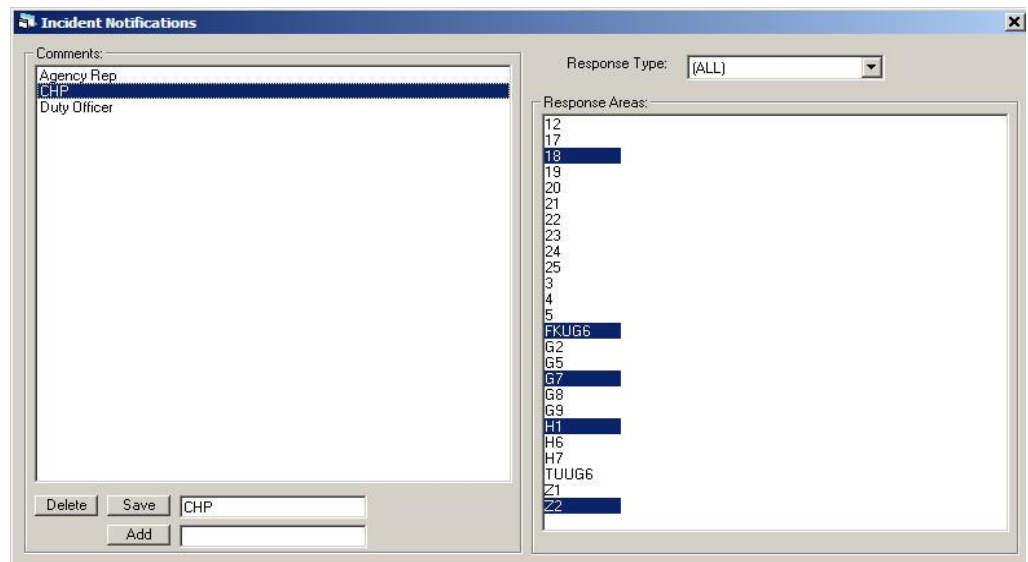 Incident Notifications
Comments:
Agency Rep
CHP
Duty Officer
Delete
Save
CHP
Add
Response Type:
(ALL)
Response Areas:
12
17
18
19
20
21
22
23
24
25
3
4
5
FKUG6
G2
G5
G7
G8
G9
H1
H6
H7
TUUG6
Z1
Z2